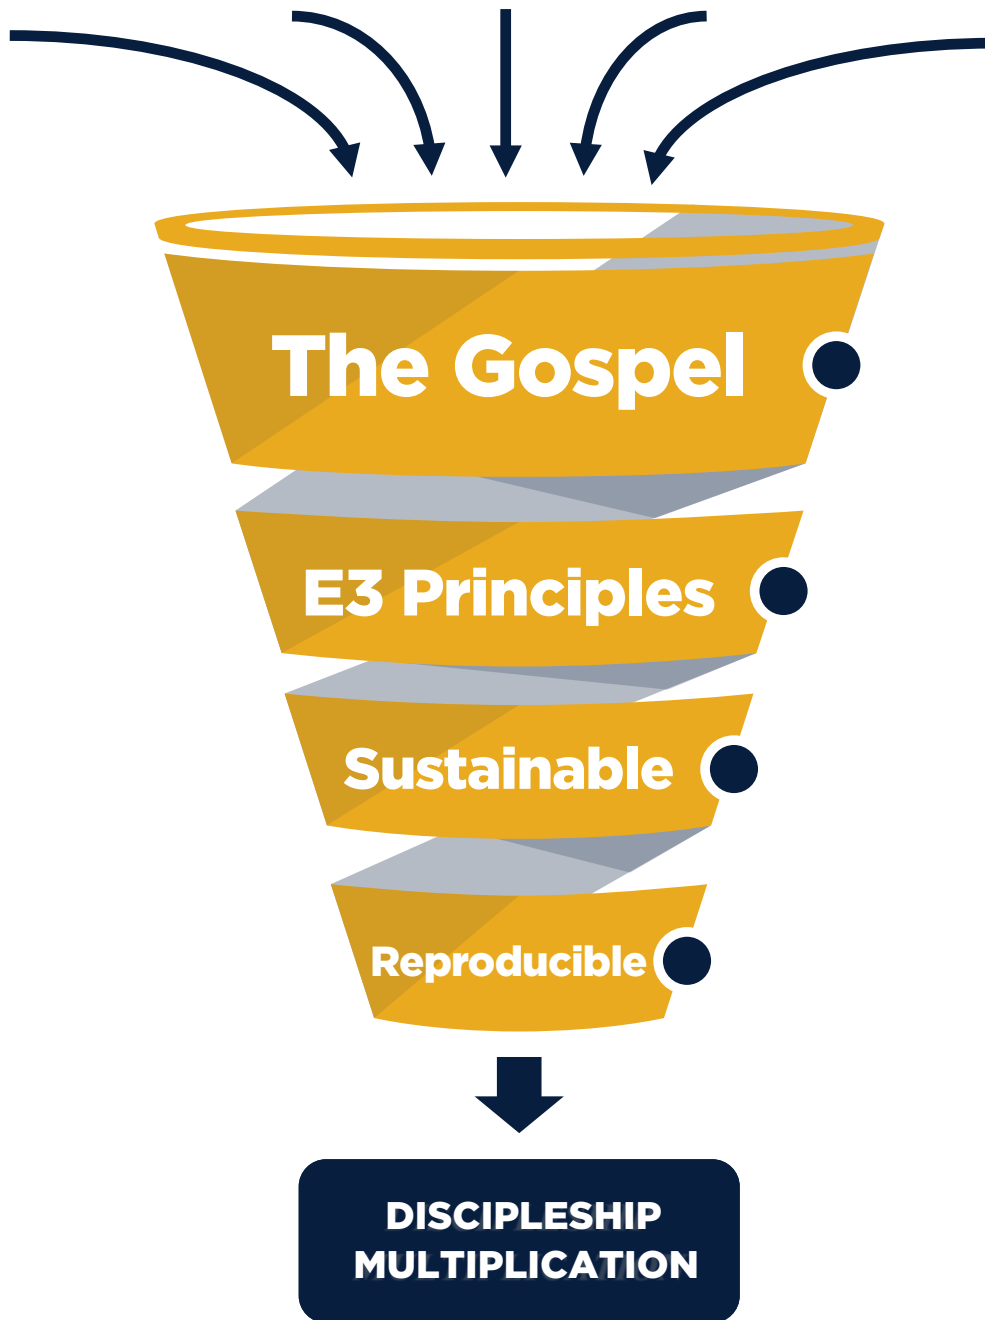 The Gospel
E3 Principles
Sustainable
Reproducible
DISCIPLESHIP
MULTIPLICATION